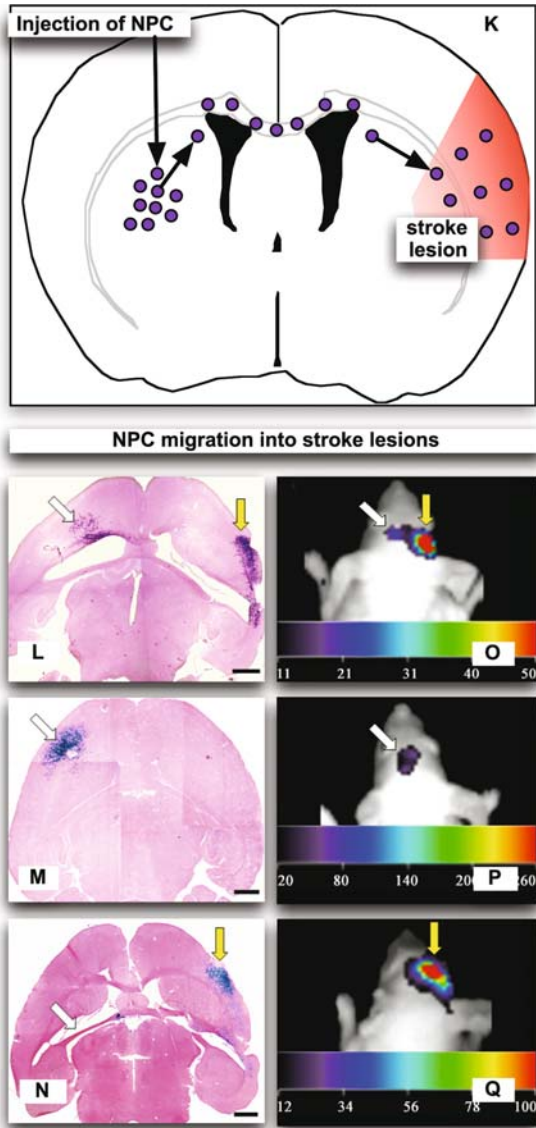 Injection of NPC
K
stroke
lesion
NPC migration into stroke lesions
L
O
11 21 31 40 50
M
P
20 80 140 260
N
Q
12 34 56 78 100